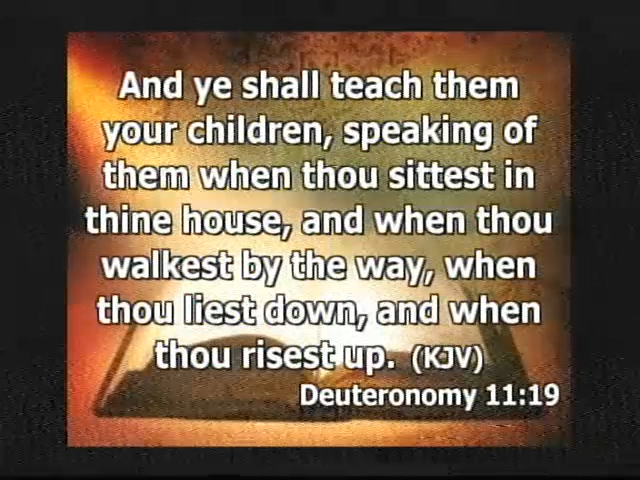 And ye shall teach them
your children, speaking of
them when thou sittest in
thine house, and when thou
walkest by the way, when
thou liest down, and when
thou risest up. (KJV)
Deuteronomy 11:19